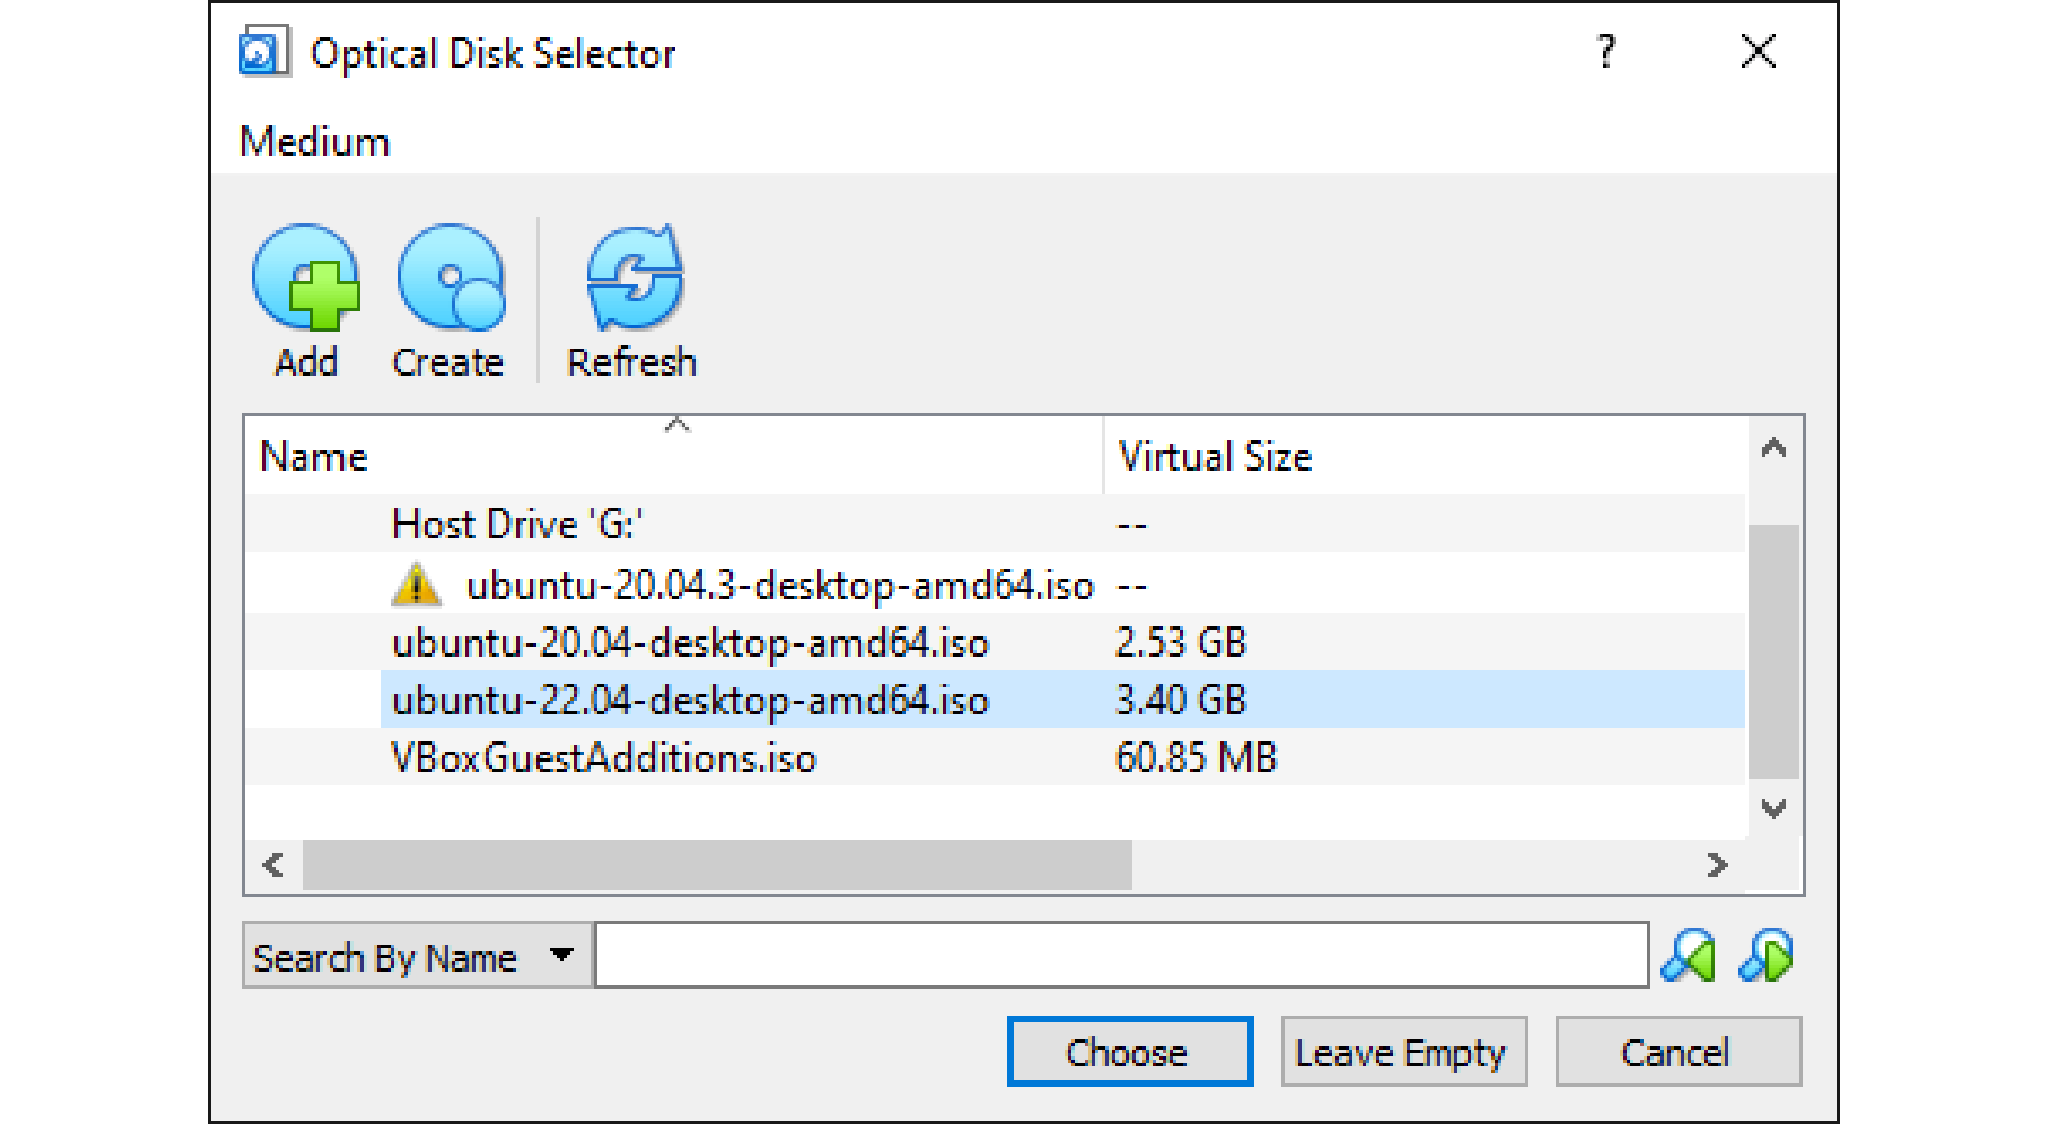 Optical Disk Selector ?
Medium
Add Create Refresh
Name Virtual Size
Host Drive 'G:' --
ubuntu-20.04.3-desktop-amd64.iso --
ubuntu-20.04-desktop-amd64.iso 2.53 GB
ubuntu-22.04-desktop-amd64.iso 3.40 GB
VBoxGuestAdditions.iso 60.85 MB
Search By Name
Choose Leave Empty Cancel